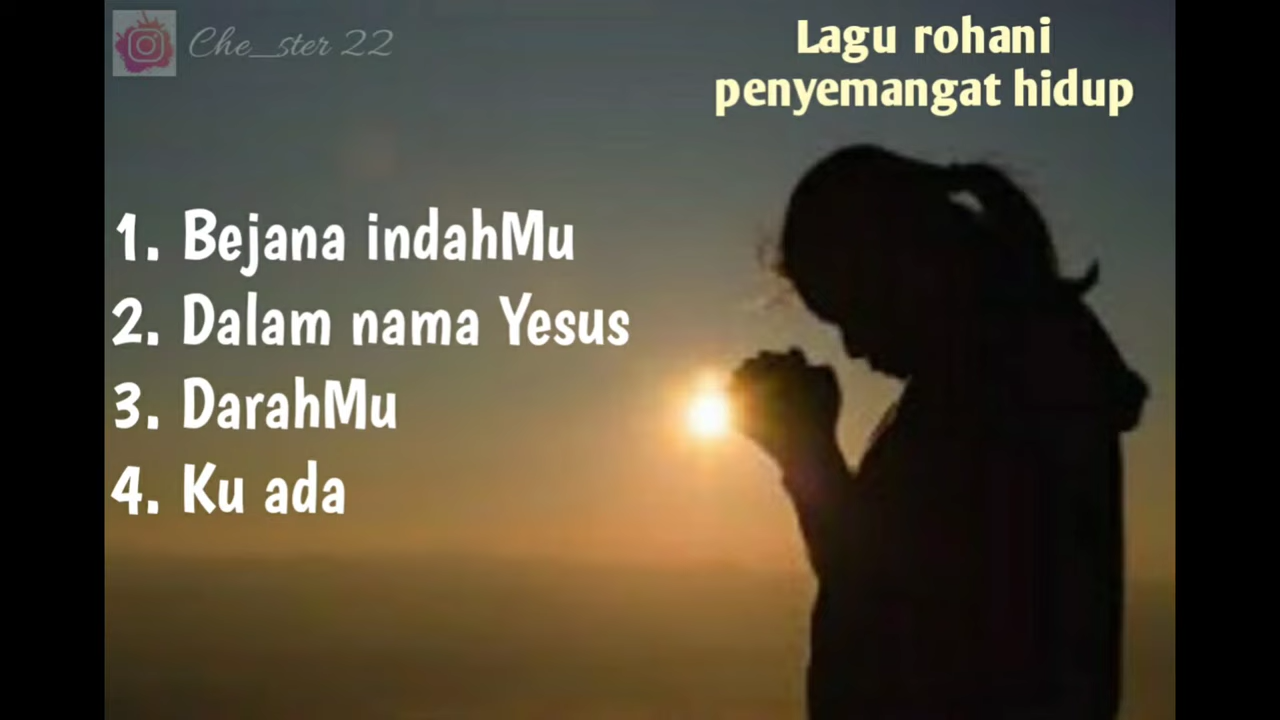 Che_ster 22
Lagu rohani
penyemangat hidup
1. Bejana indahMu
2. Dalam nama Yesus
3. DarahMu
4. Ku ada